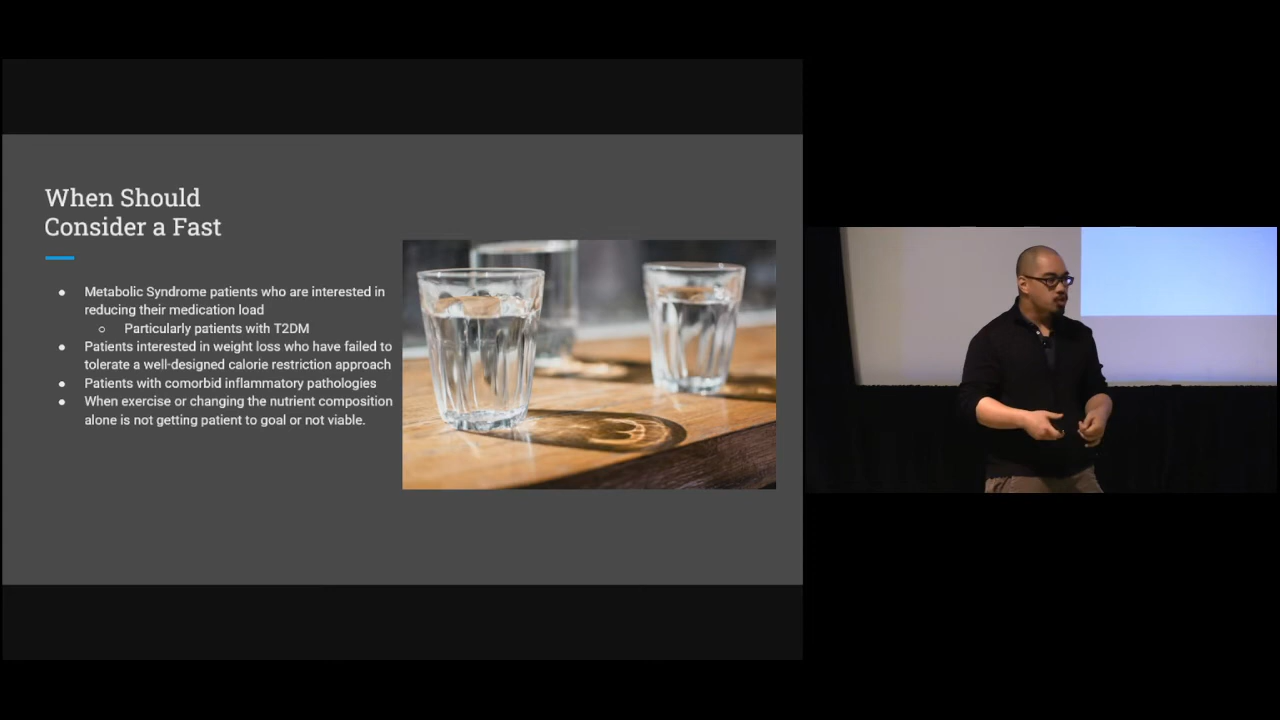 When Should
Consider a Fast
● Metabolic Syndrome patients who are interested in
reducing their medication load
○ Particularly patients with T2DM
● Patients interested in weight loss who have failed to
tolerate a well-designed calorie restriction approach
● Patients with comorbid inflammatory pathologies
● When exercise or changing the nutrient composition
alone is not getting patient to goal or not viable.